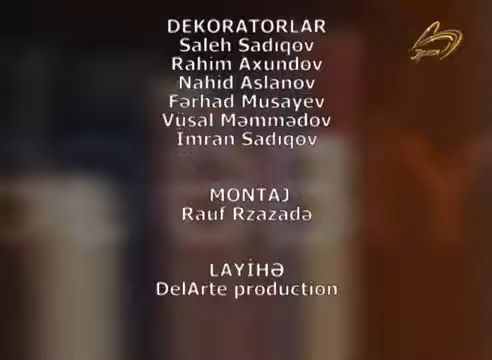 DEKORATORLAR
Saleh Sadıqov
Rahim Axundov
Nahid Aslanov
Fərhad Musayev
Vüsal Məmmədov
İmran Sadıqov
MONTAJ
Rauf Rzazadə
LAYİHƏ
DelArte production